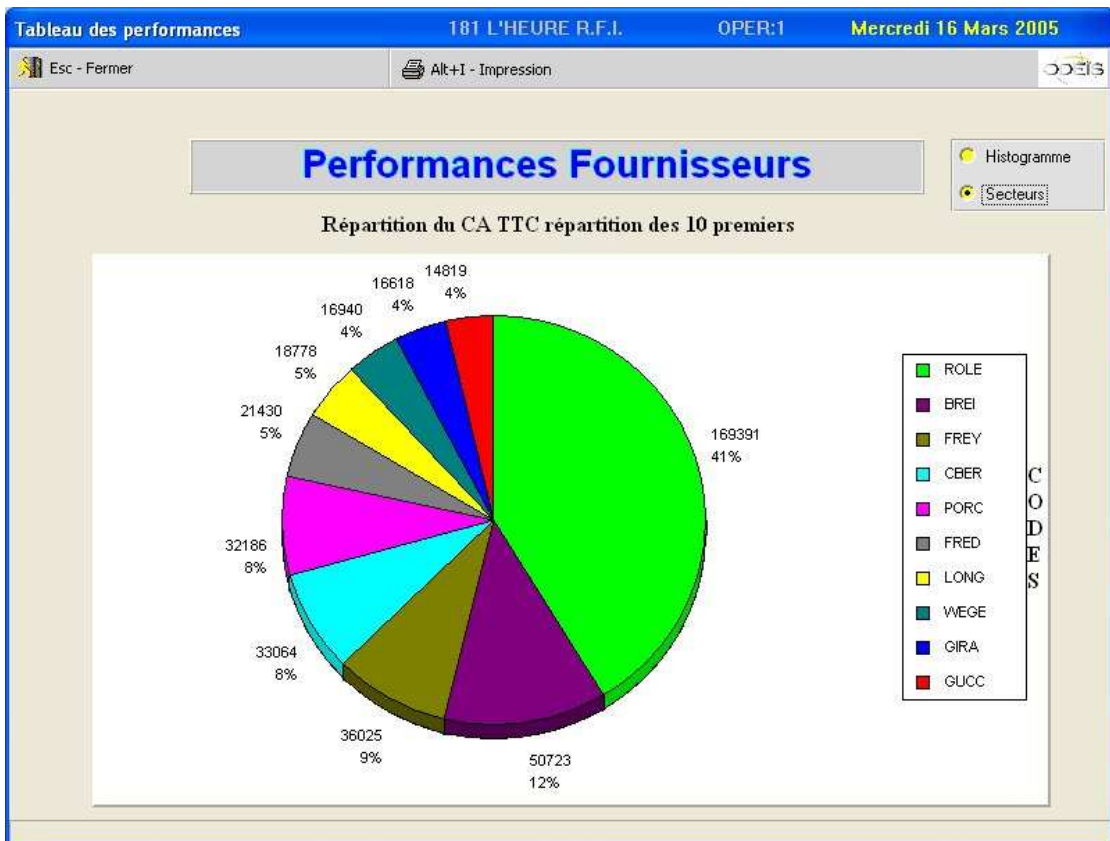 Tableau des performances 181 L'HEURE R.F.I. OPER:1 Mercredi 16 Mars 2005
Esc - Fermer Alt+I - Impression
Performances Fournisseurs
Histogramme
Secteurs
Répartition du CA TTC répartition des 10 premiers
14819
4%
16618
4%
16940
4%
18778
5%
21430
5%
32186
8%
33064
8%
36025
9%
50723
12%
169391
41%
ROLE
BREI
FREY
CBER
PORC
FRED
LONG
WEGE
GIRA
GUCC
CODES